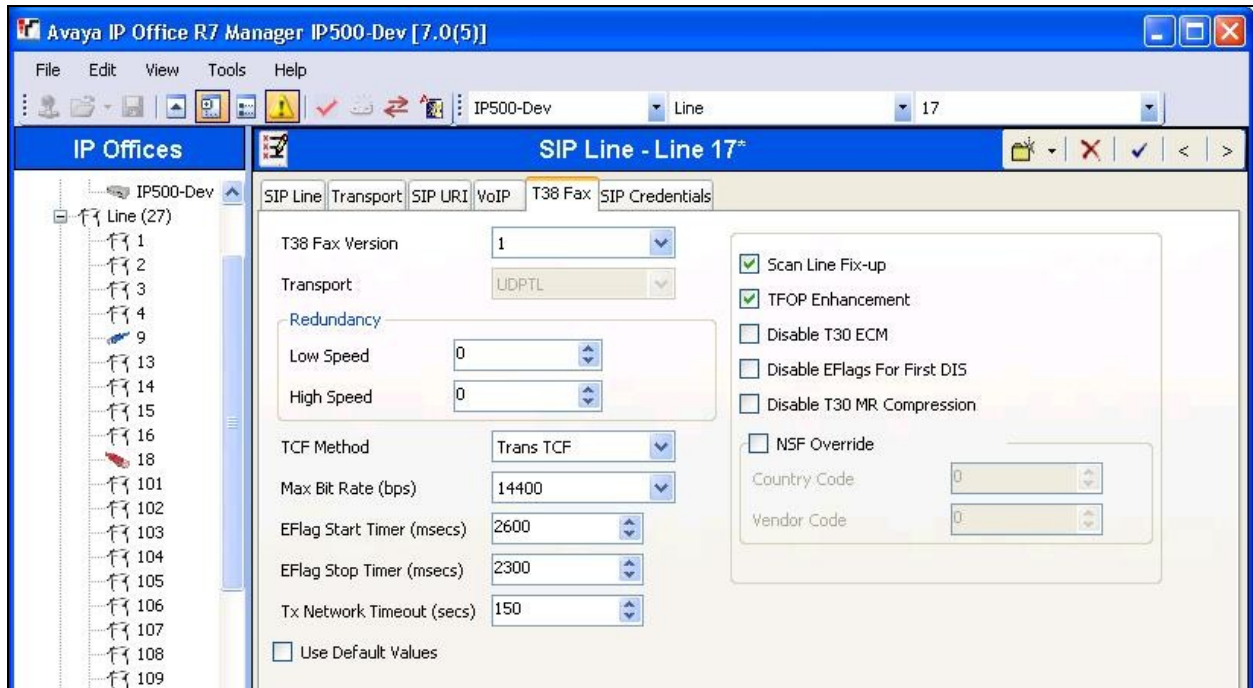 Avaya IP Office R7 Manager IP500-Dev [7.0(5)]
File Edit View Tools Help
IP500-Dev Line 17
IP Offices
SIP Line - Line 17*
IP500-Dev
Line (27)
1
2
3
4
9
13
14
15
16
18
101
102
103
104
105
106
107
108
109
SIP Line Transport SIP URI VoIP T38 Fax SIP Credentials
T38 Fax Version 1
Transport UDPTL
Redundancy
Low Speed 0
High Speed 0
TCF Method Trans TCF
Max Bit Rate (bps) 14400
EFlag Start Timer (msecs) 2600
EFlag Stop Timer (msecs) 2300
Tx Network Timeout (secs) 150
Use Default Values
Scan Line Fix-up
TFOP Enhancement
Disable T30 ECM
Disable EFlags For First DIS
Disable T30 MR Compression
NSF Override
Country Code 0
Vendor Code 0